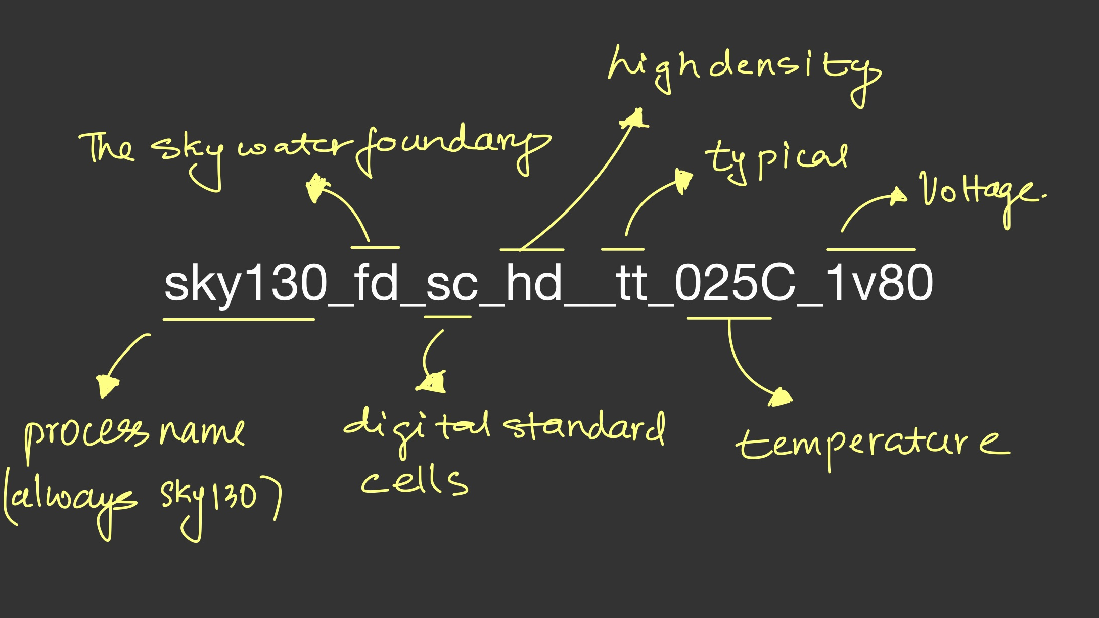 high density
The sky water foundary
typical
Voltage.
sky130_fd_sc_hd__tt_025C_1v80
process name
(always sky130)
digital standard
cells
temperature